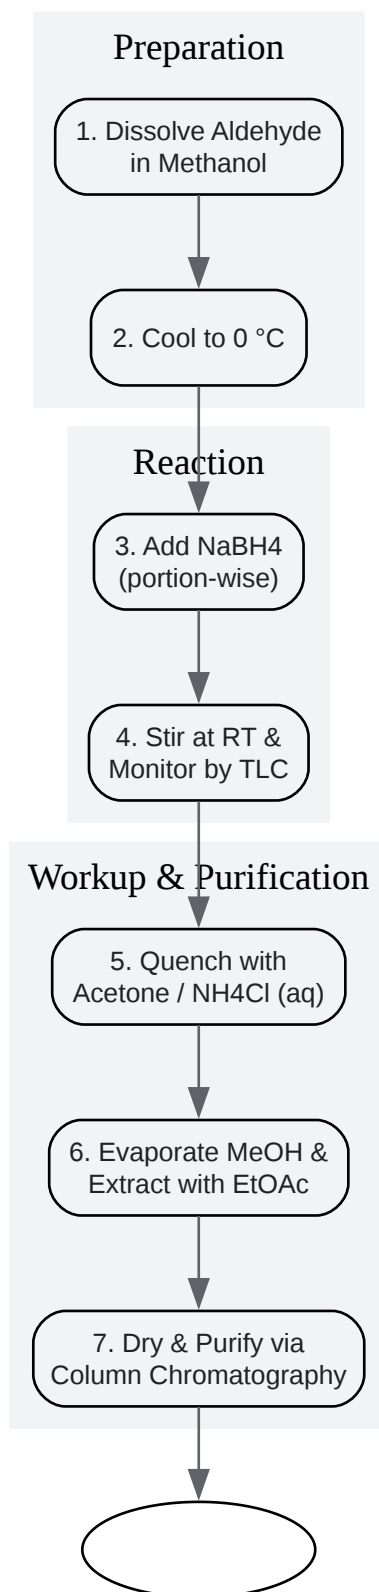 Preparation
1. Dissolve Aldehyde
in Methanol
2. Cool to 0 °C
Reaction
3. Add NaBH4
(portion-wise)
4. Stir at RT &
Monitor by TLC
Workup & Purification
5. Quench with
Acetone / NH4Cl (aq)
6. Evaporate MeOH &
Extract with EtOAc
7. Dry & Purify via
Column Chromatography